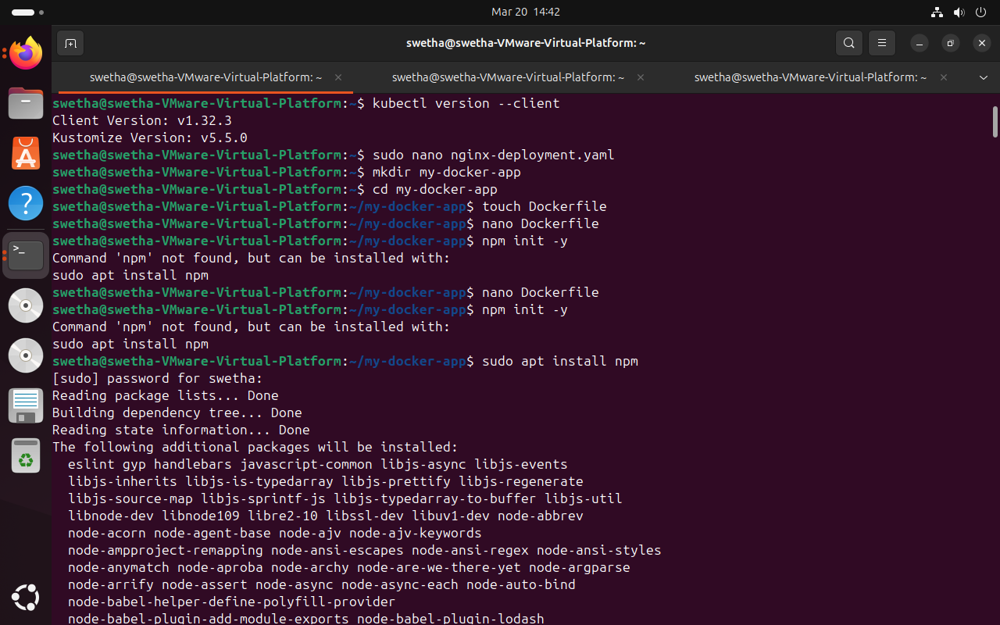 Mar 20 14:42
swetha@swetha-VMware-Virtual-Platform: ~
swetha@swetha-VMware-Virtual-Platform: ~
swetha@swetha-VMware-Virtual-Platform: ~
swetha@swetha-VMware-Virtual-Platform: ~
swetha@swetha-VMware-Virtual-Platform:~$ kubectl version --client
Client Version: v1.32.3
Kustomize Version: v5.5.0
swetha@swetha-VMware-Virtual-Platform:~$ sudo nano nginx-deployment.yaml
swetha@swetha-VMware-Virtual-Platform:~$ mkdir my-docker-app
swetha@swetha-VMware-Virtual-Platform:~$ cd my-docker-app
swetha@swetha-VMware-Virtual-Platform:~/my-docker-app$ touch Dockerfile
swetha@swetha-VMware-Virtual-Platform:~/my-docker-app$ nano Dockerfile
swetha@swetha-VMware-Virtual-Platform:~/my-docker-app$ npm init -y
Command 'npm' not found, but can be installed with:
sudo apt install npm
swetha@swetha-VMware-Virtual-Platform:~/my-docker-app$ nano Dockerfile
swetha@swetha-VMware-Virtual-Platform:~/my-docker-app$ npm init -y
Command 'npm' not found, but can be installed with:
sudo apt install npm
swetha@swetha-VMware-Virtual-Platform:~/my-docker-app$ sudo apt install npm
[sudo] password for swetha:
Reading package lists... Done
Building dependency tree... Done
Reading state information... Done
The following additional packages will be installed:
  eslint gyp handlebars javascript-common libjs-async libjs-events
  libjs-inherits libjs-is-typedarray libjs-prettify libjs-regenerate
  libjs-source-map libjs-sprintf-js libjs-typedarray-to-buffer libjs-util
  libnode-dev libnode109 libre2-10 libssl-dev libuv1-dev node-abbrev
  node-acorn node-agent-base node-ajv node-ajv-keywords
  node-ampproject-remapping node-ansi-escapes node-ansi-regex node-ansi-styles
  node-anymatch node-aproba node-archy node-are-we-there-yet node-argparse
  node-arrify node-assert node-async node-async-each node-auto-bind
  node-babel-helper-define-polyfill-provider
  node-babel-plugin-add-module-exports node-babel-plugin-lodash